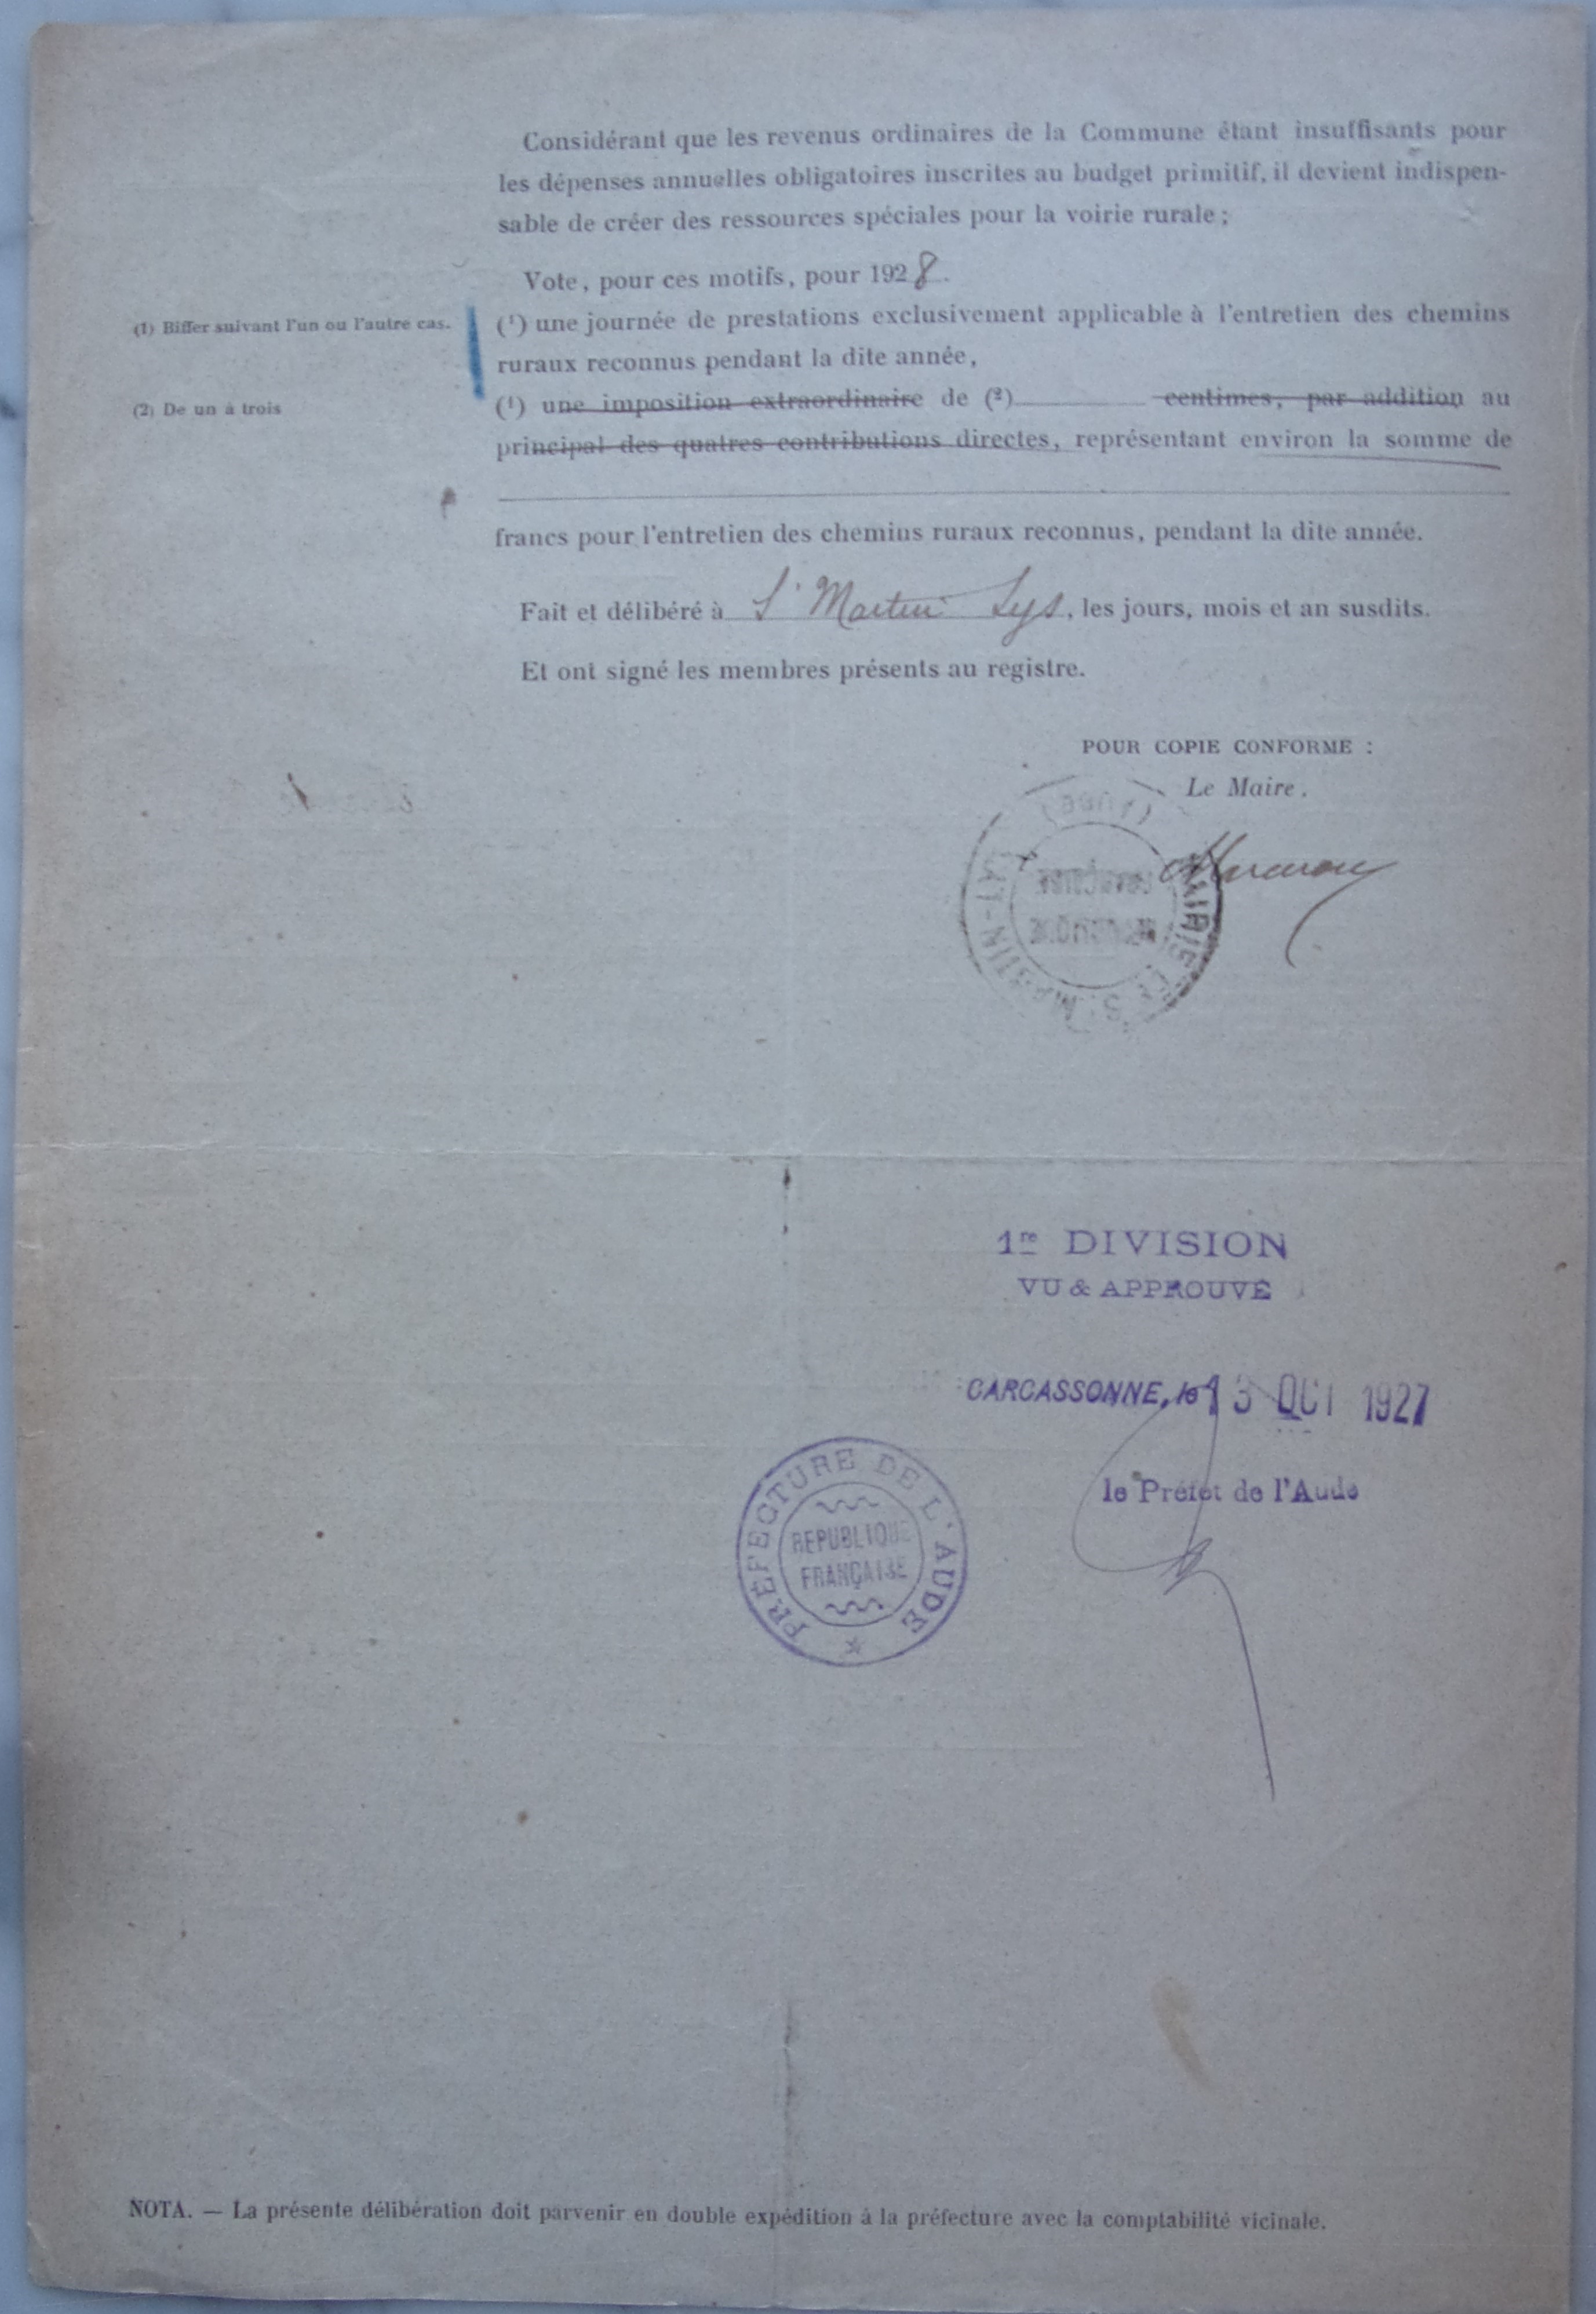 Considérant que les revenus ordinaires de la Commune étant insuffisants pour
les dépenses annuelles obligatoires inscrites au budget primitif, il devient indispen-
sable de créer des ressources spéciales pour la voirie rurale ;
Vote, pour ces motifs, pour 1928.
(1) Biffer suivant l'un ou l'autre cas.
(¹) une journée de prestations exclusivement applicable à l'entretien des chemins
ruraux reconnus pendant la dite année,
(2) De un à trois
(¹) une imposition extraordinaire de (²) centimes, par addition au
principal des quatres contributions directes, représentant environ la somme de
francs pour l'entretien des chemins ruraux reconnus, pendant la dite année.
Fait et délibéré à St Martin Lys, les jours, mois et an susdits.
Et ont signé les membres présents au registre.
POUR COPIE CONFORME :
Le Maire.
MAIRIE DE St MARTIN-LYS
(AUDE)
1re DIVISION
VU & APPROUVÉ
CARCASSONNE, le 13 OCT 1927
le Préfet de l'Aude
PRÉFECTURE DE L'AUDE
REPUBLIQUE
FRANÇAISE
NOTA. — La présente délibération doit parvenir en double expédition à la préfecture avec la comptabilité vicinale.